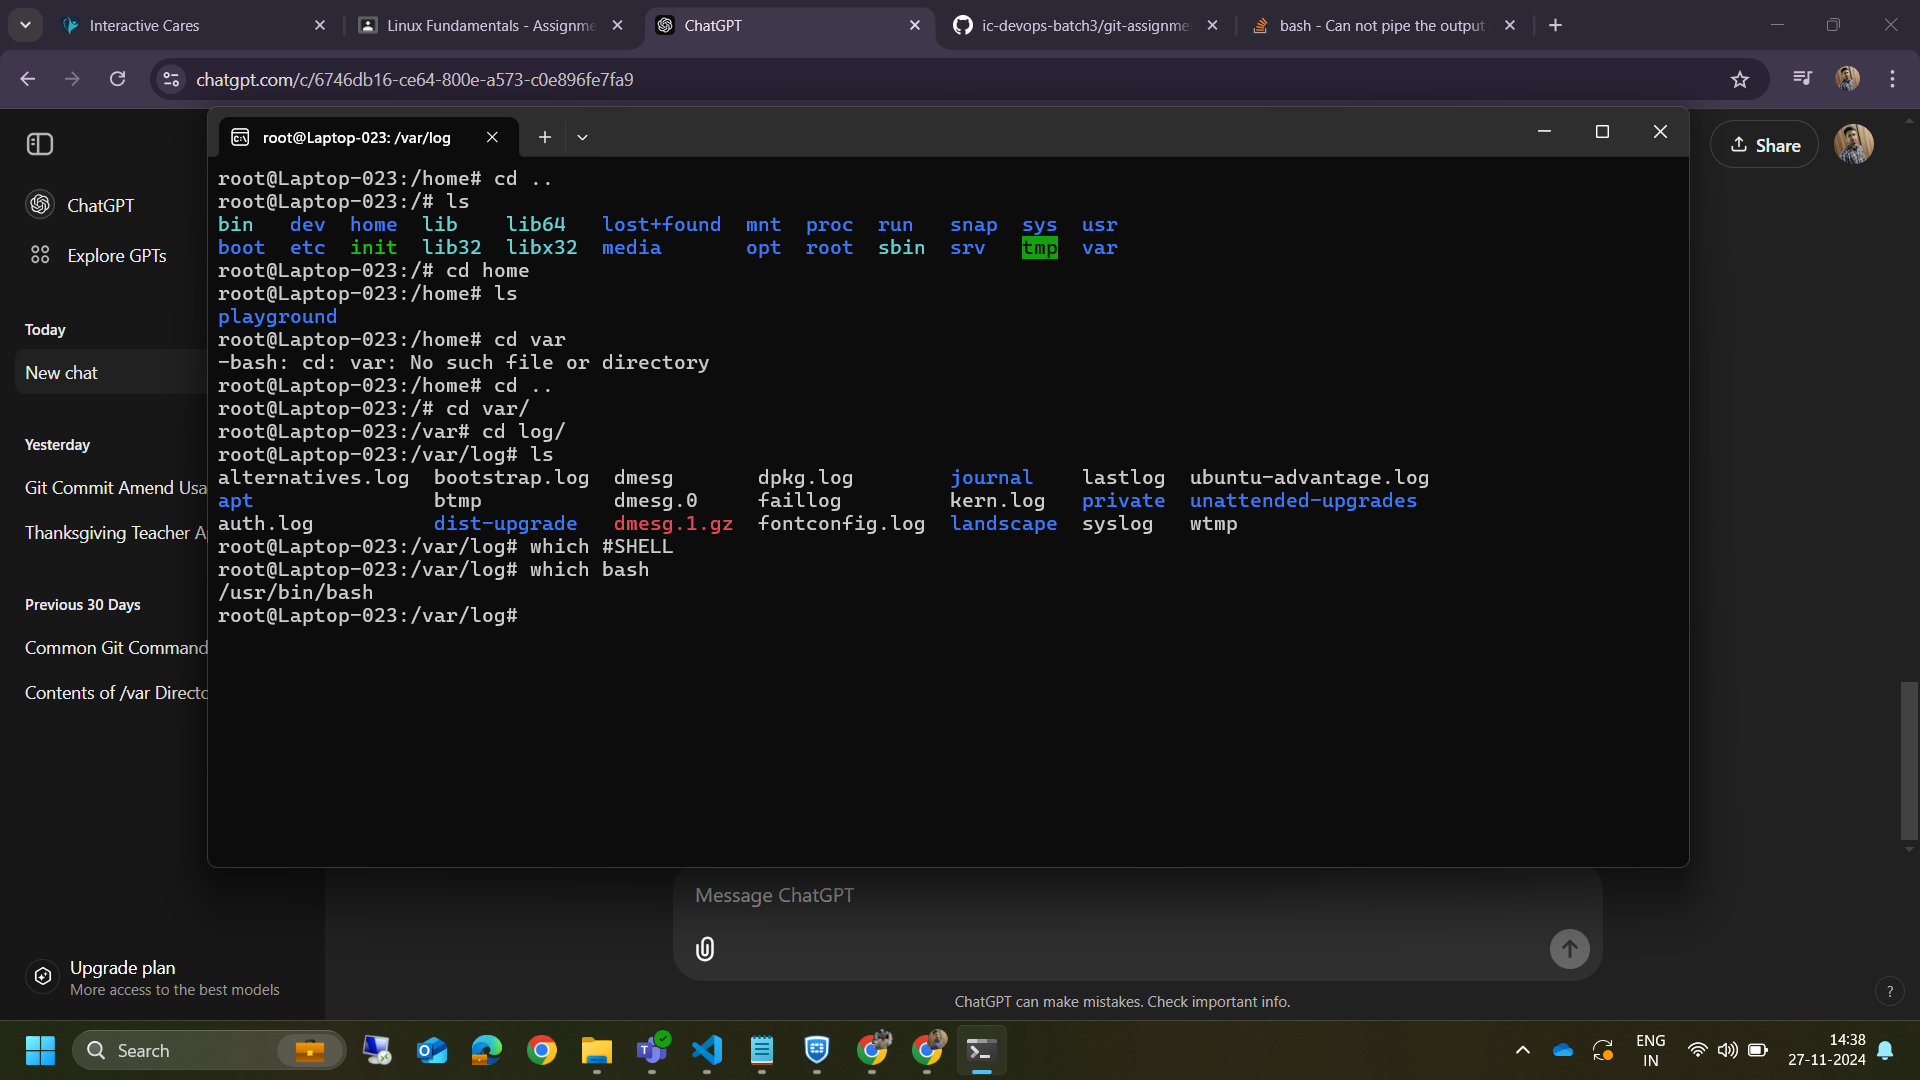 Interactive Cares
Linux Fundamentals - Assignme
ChatGPT
ic-devops-batch3/git-assignme
bash - Can not pipe the output
chatgpt.com/c/6746db16-ce64-800e-a573-c0e896fe7fa9
ChatGPT
Explore GPTs
Today
New chat
Yesterday
Git Commit Amend Usa
Thanksgiving Teacher A
Previous 30 Days
Common Git Command
Contents of /var Directo
Upgrade plan
More access to the best models
root@Laptop-023: /var/log
Share
root@Laptop-023:/home# cd ..
root@Laptop-023:/# ls
bin dev home lib lib64 lost+found mnt proc run snap sys usr
boot etc init lib32 libx32 media opt root sbin srv tmp var
root@Laptop-023:/# cd home
root@Laptop-023:/home# ls
playground
root@Laptop-023:/home# cd var
-bash: cd: var: No such file or directory
root@Laptop-023:/home# cd ..
root@Laptop-023:/# cd var/
root@Laptop-023:/var# cd log/
root@Laptop-023:/var/log# ls
alternatives.log bootstrap.log dmesg dpkg.log journal lastlog ubuntu-advantage.log
apt btmp dmesg.0 faillog kern.log private unattended-upgrades
auth.log dist-upgrade dmesg.1.gz fontconfig.log landscape syslog wtmp
root@Laptop-023:/var/log# which #SHELL
root@Laptop-023:/var/log# which bash
/usr/bin/bash
root@Laptop-023:/var/log#
Message ChatGPT
ChatGPT can make mistakes. Check important info.
?
Search
ENG
IN
14:38
27-11-2024